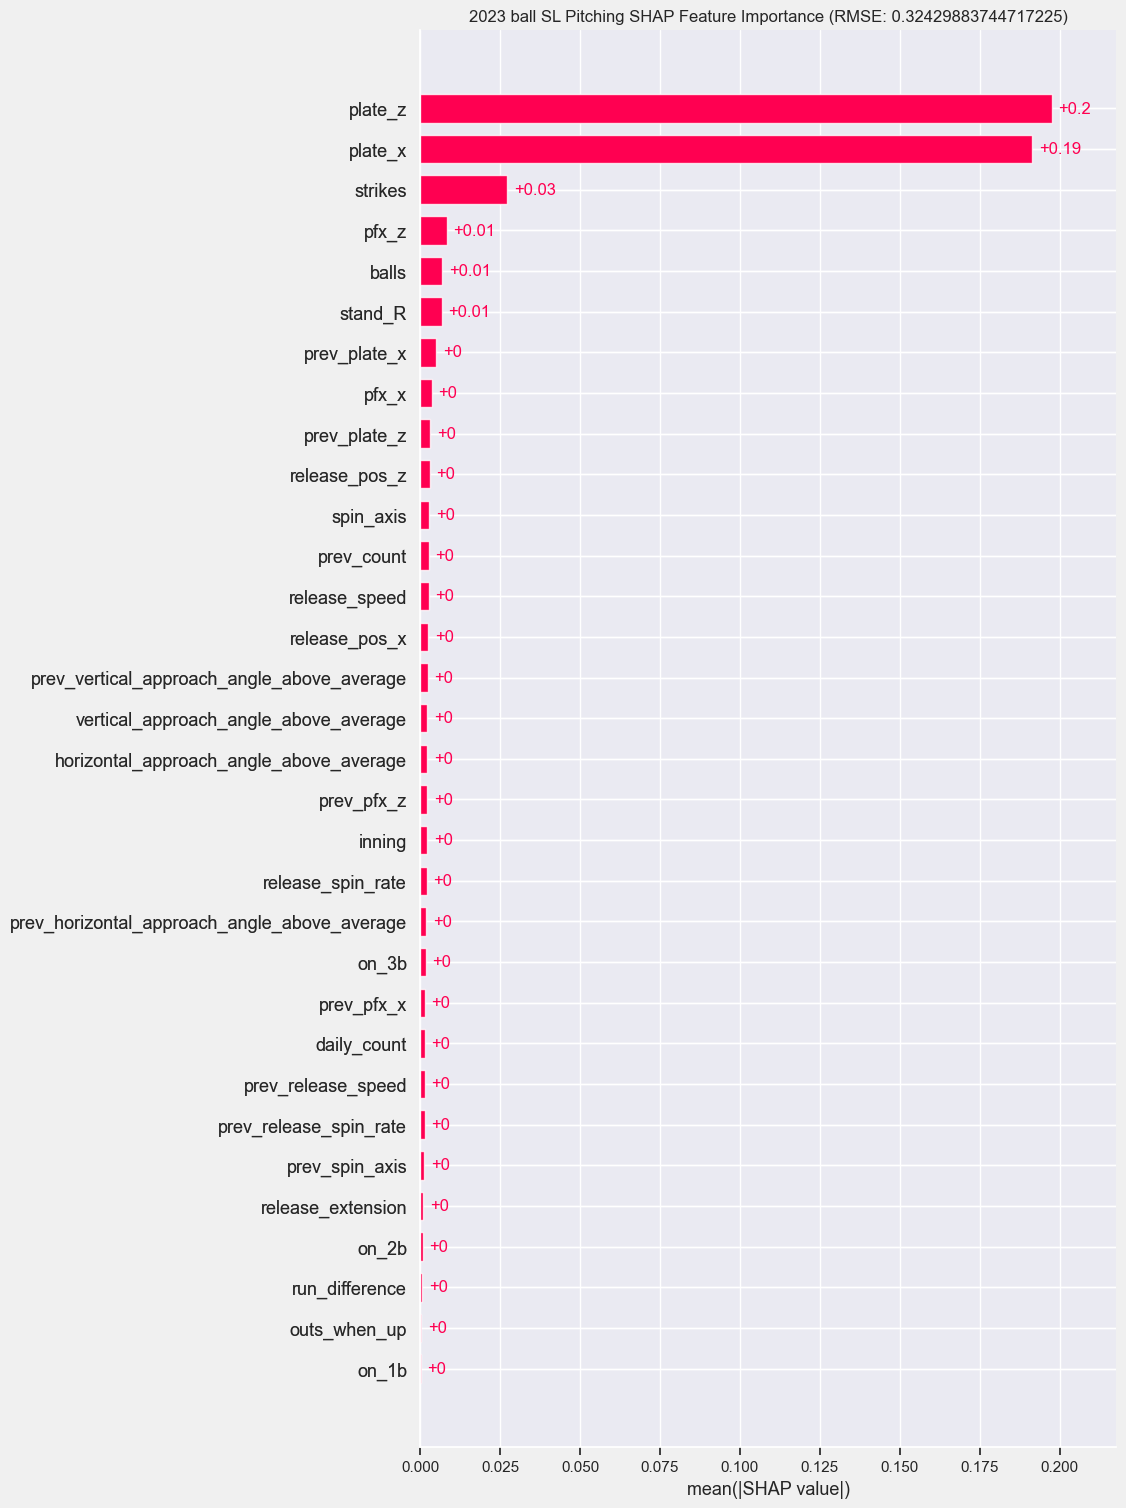 2023 ball SL Pitching SHAP Feature Importance (RMSE: 0.32429883744717225)
plate_z +0.2
plate_x +0.19
strikes +0.03
pfx_z +0.01
balls +0.01
stand_R +0.01
prev_plate_x +0
pfx_x +0
prev_plate_z +0
release_pos_z +0
spin_axis +0
prev_count +0
release_speed +0
release_pos_x +0
prev_vertical_approach_angle_above_average +0
vertical_approach_angle_above_average +0
horizontal_approach_angle_above_average +0
prev_pfx_z +0
inning +0
release_spin_rate +0
prev_horizontal_approach_angle_above_average +0
on_3b +0
prev_pfx_x +0
daily_count +0
prev_release_speed +0
prev_release_spin_rate +0
prev_spin_axis +0
release_extension +0
on_2b +0
run_difference +0
outs_when_up +0
on_1b +0
0.000 0.025 0.050 0.075 0.100 0.125 0.150 0.175 0.200
mean(|SHAP value|)